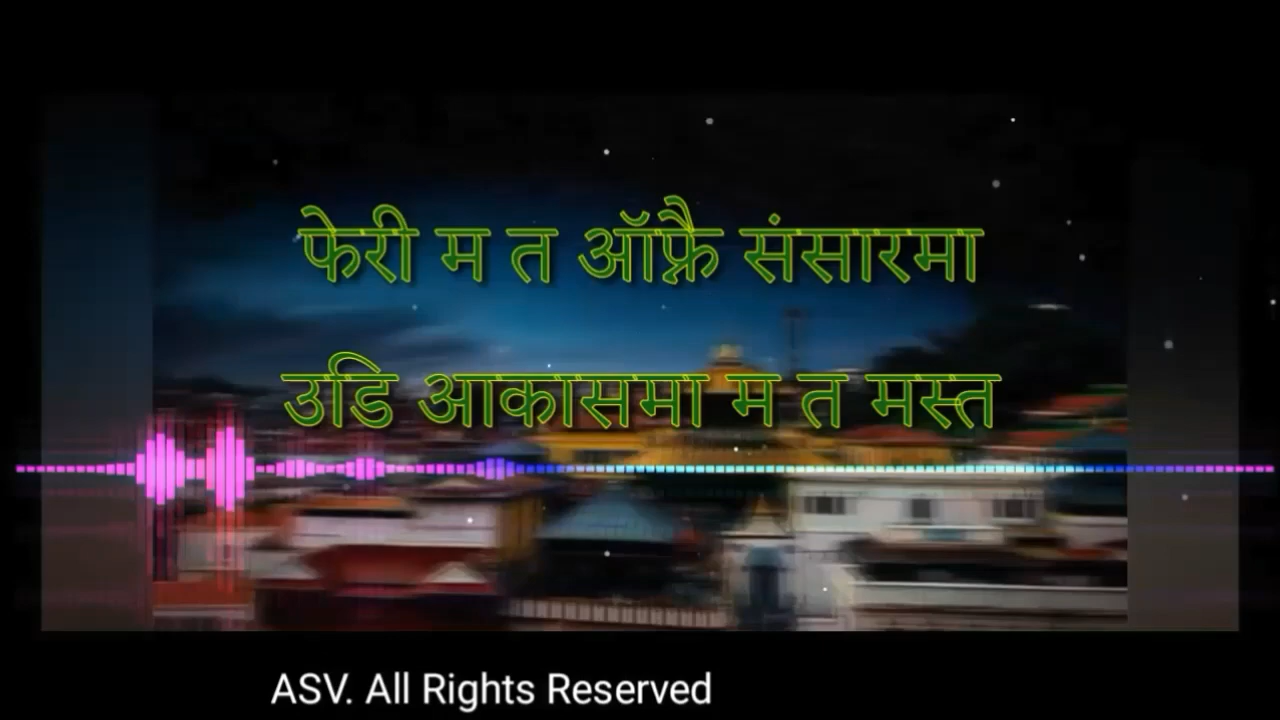 फेरी म त ऑफ्नै संसारमा
उडि आकासमा म त मस्त
ASV. All Rights Reserved